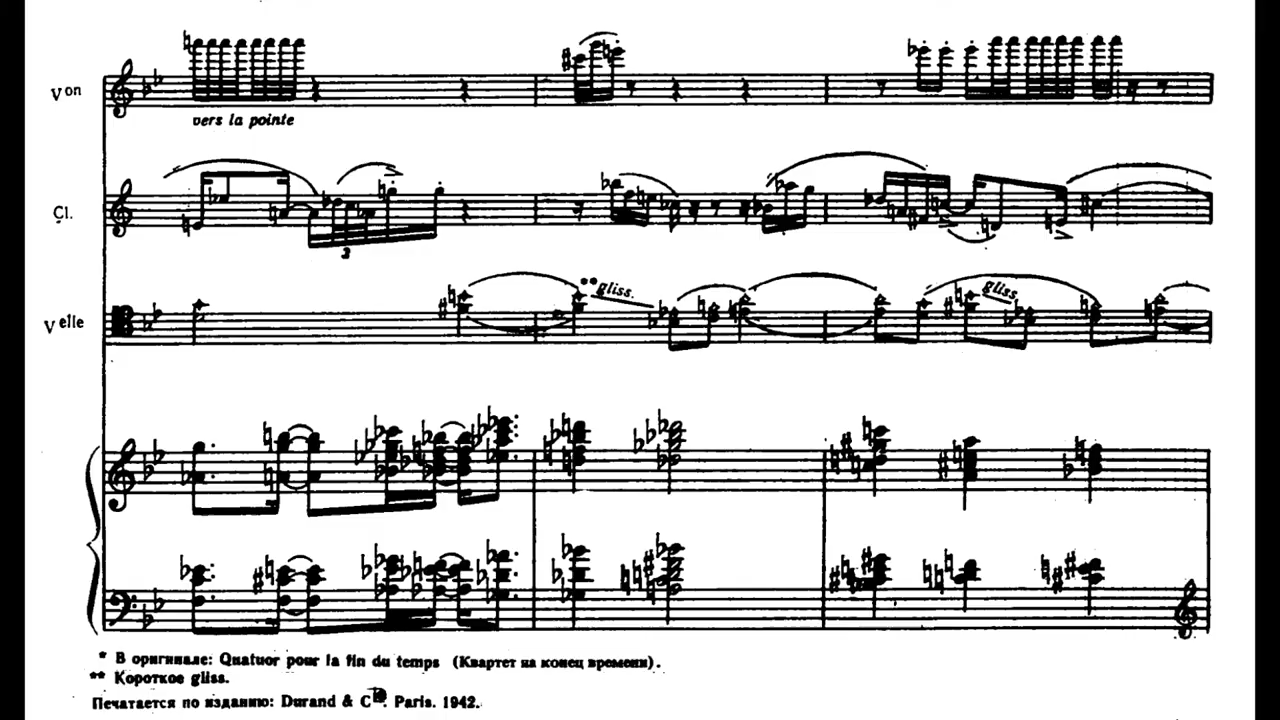 Von
vers la pointe
Cl.
3
**gliss.
Velle
gliss.
* В оригинале: Quatuor pour la fin du temps (Квартет на конец времени).
** Короткое gliss.
Печатается по изданию: Durand & Cie. Paris. 1942.